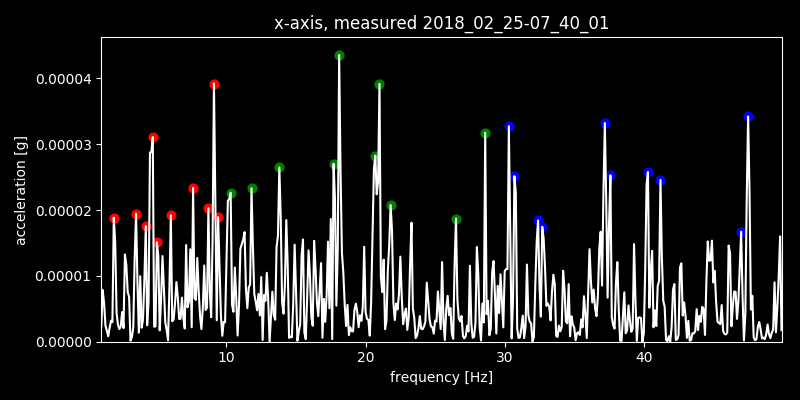 x-axis, measured 2018_02_25-07_40_01
0.00004
0.00003
0.00002
0.00001
0.00000
acceleration [g]
10 20 30 40
frequency [Hz]